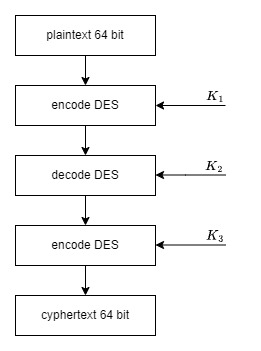 plaintext 64 bit
encode DES
K₁
decode DES
K₂
encode DES
K₃
cyphertext 64 bit